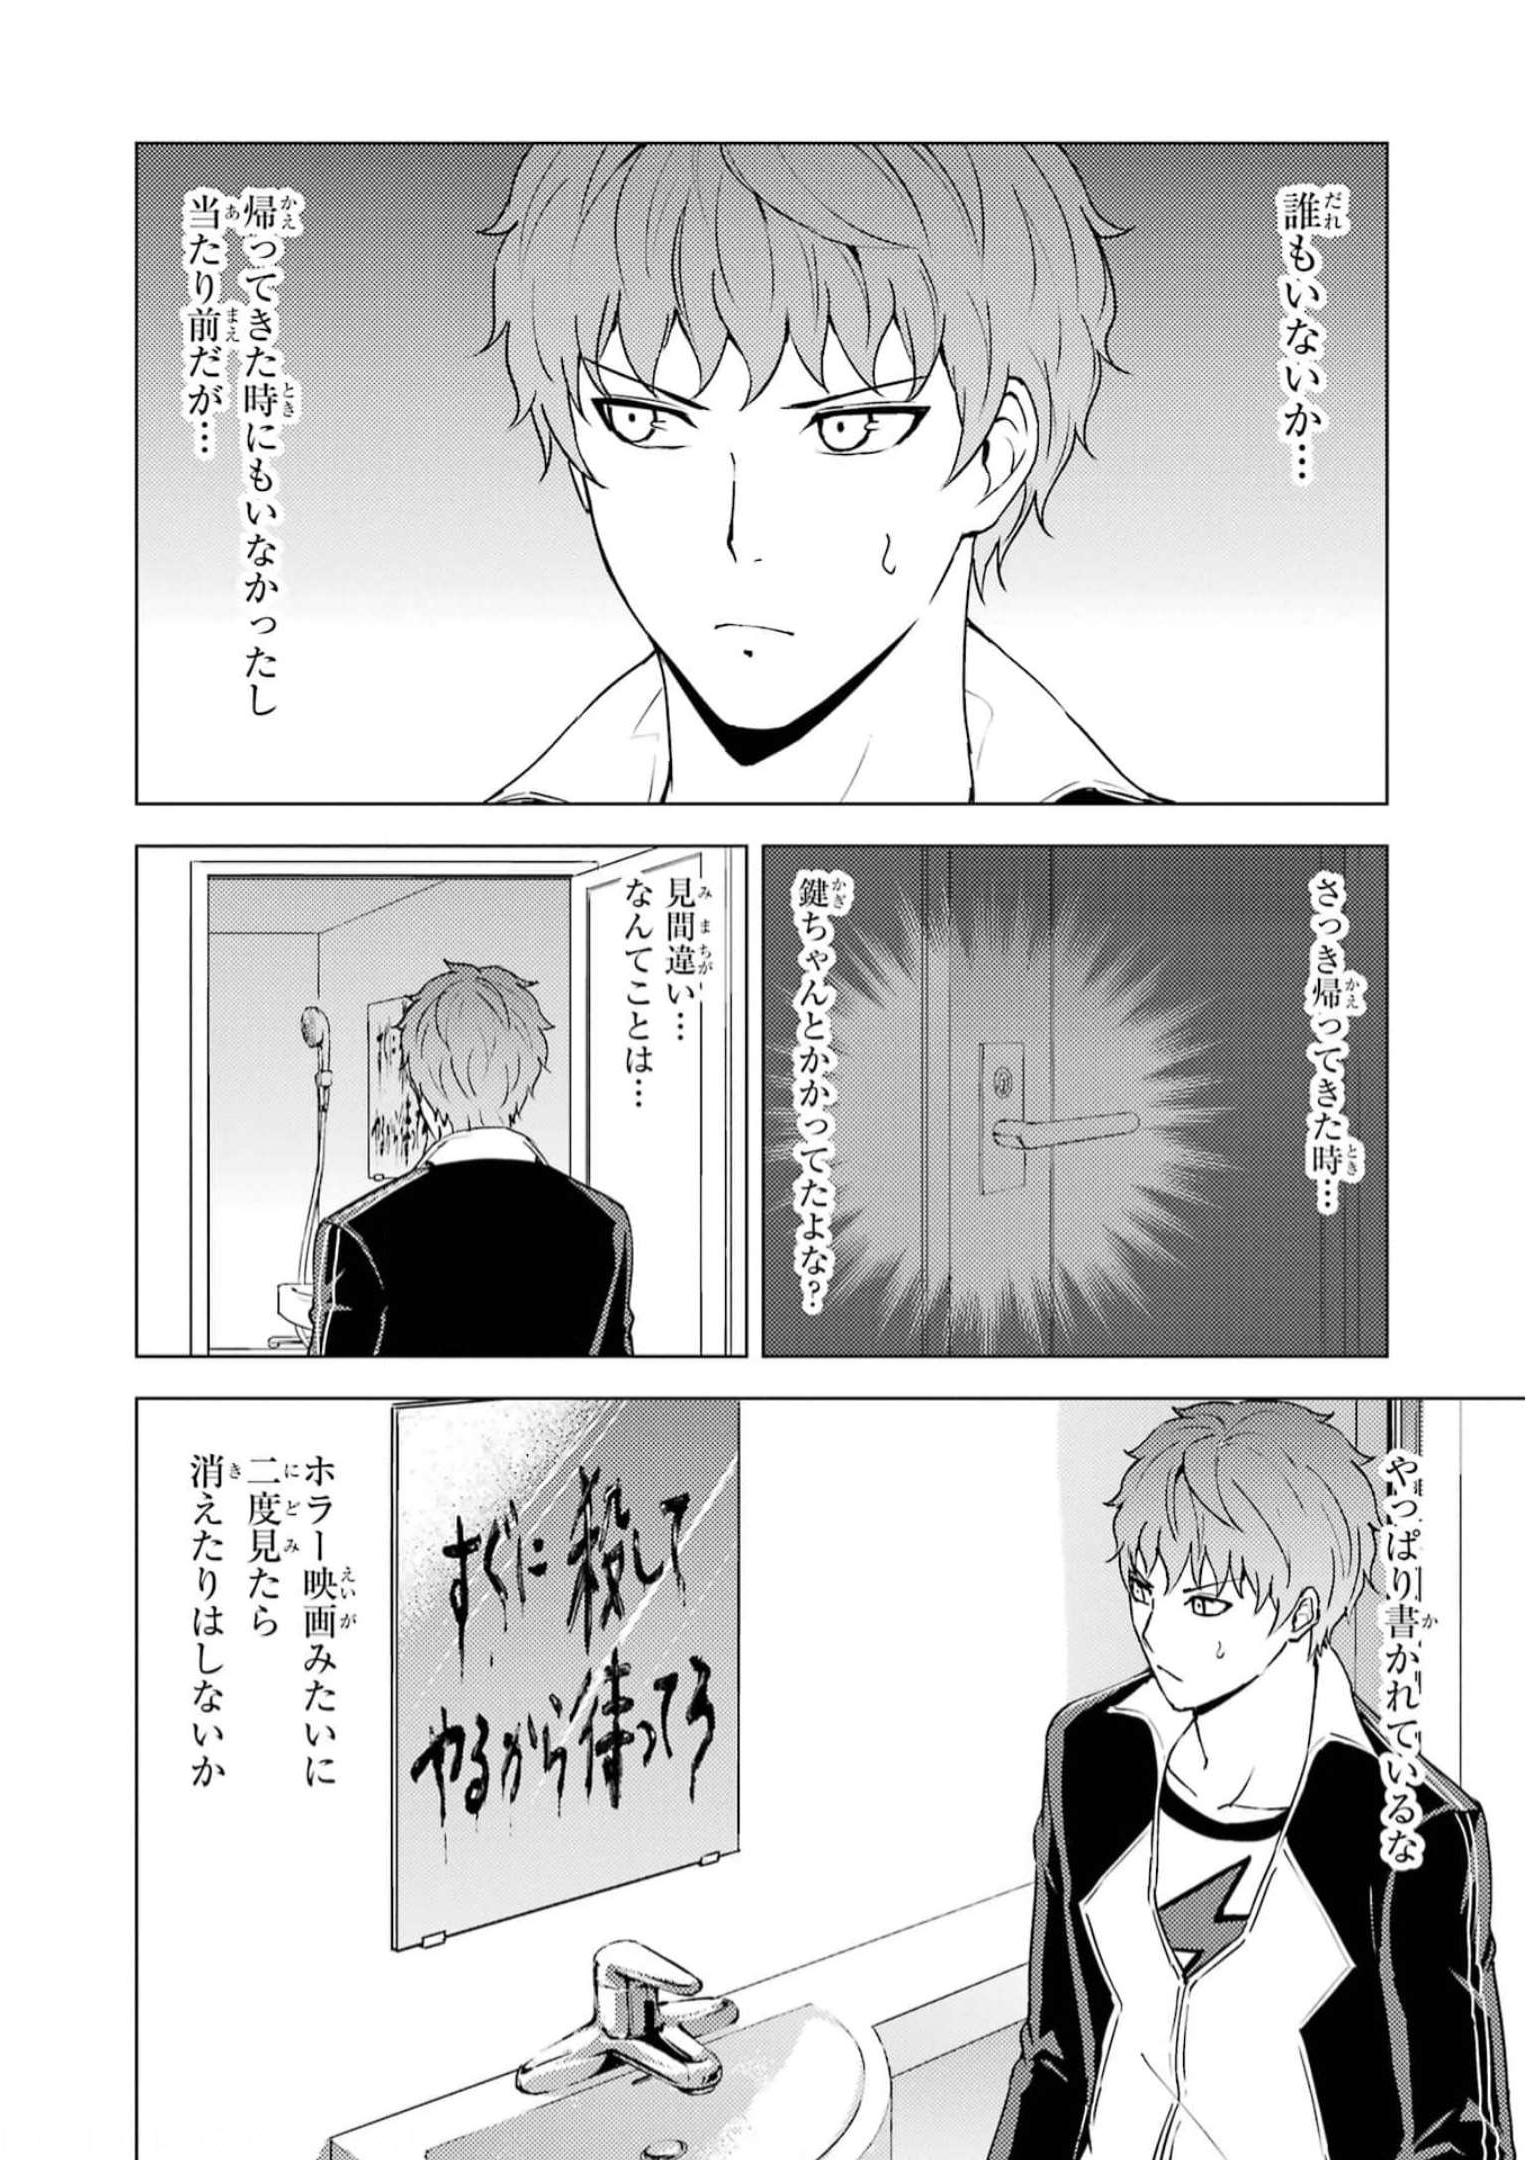 誰もいないか…
帰ってきた時にもいなかったし
当たり前だが…
さっき帰ってきた時…
鍵ちゃんとかかってたよな?
見間違い…
なんてことは…
やっぱり書かれているな
すぐに殺して
やるから待ってろ
ホラー映画みたいに
二度見たら
消えたりはしないか